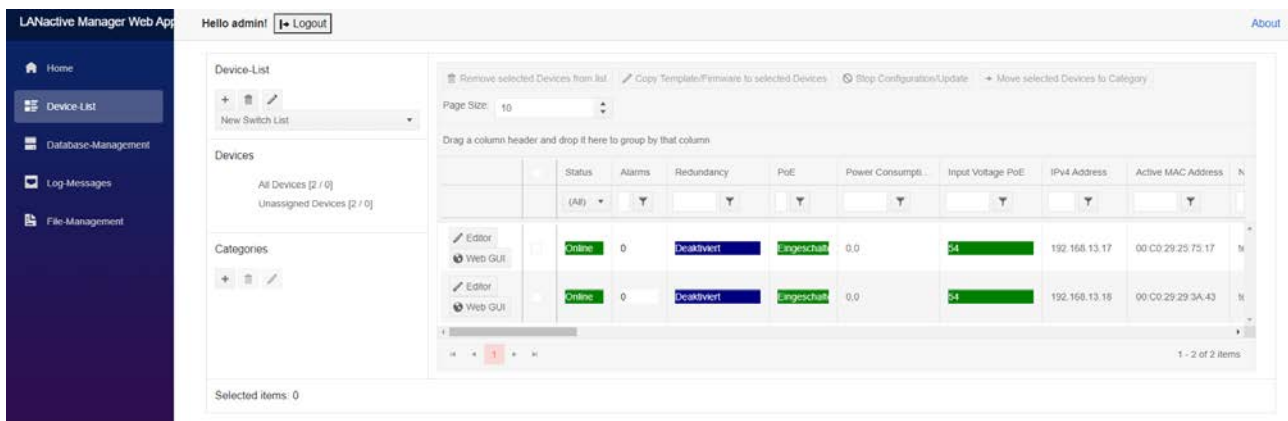 LANactive Manager Web App
Hello admin! Logout
About
Home
Device-List
Database-Management
Log-Messages
File-Management
Device-List
New Switch List
Devices
All Devices [2 / 0]
Unassigned Devices [2 / 0]
Categories
Remove selected Devices from list Copy Template/Firmware to selected Devices Stop Configuration/Update Move selected Devices to Category
Page Size: 10
Drag a column header and drop it here to group by that column
Status Alarms Redundancy PoE Power Consumpti... Input Voltage PoE IPv4 Address Active MAC Address N
(All)
Editor
Web GUI
Online 0 Deaktiviert Eingeschalte 0,0 54 192.168.13.17 00:C0:29:25:75:17 te
Editor
Web GUI
Online 0 Deaktiviert Eingeschalte 0,0 54 192.168.13.18 00:C0:29:29:3A:43
1
1 - 2 of 2 items
Selected items: 0